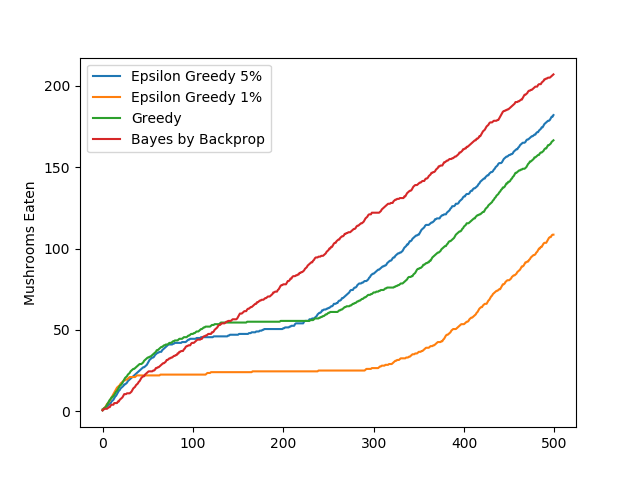 Epsilon Greedy 5%
Epsilon Greedy 1%
Greedy
Bayes by Backprop
Mushrooms Eaten
200
150
100
50
0
0 100 200 300 400 500